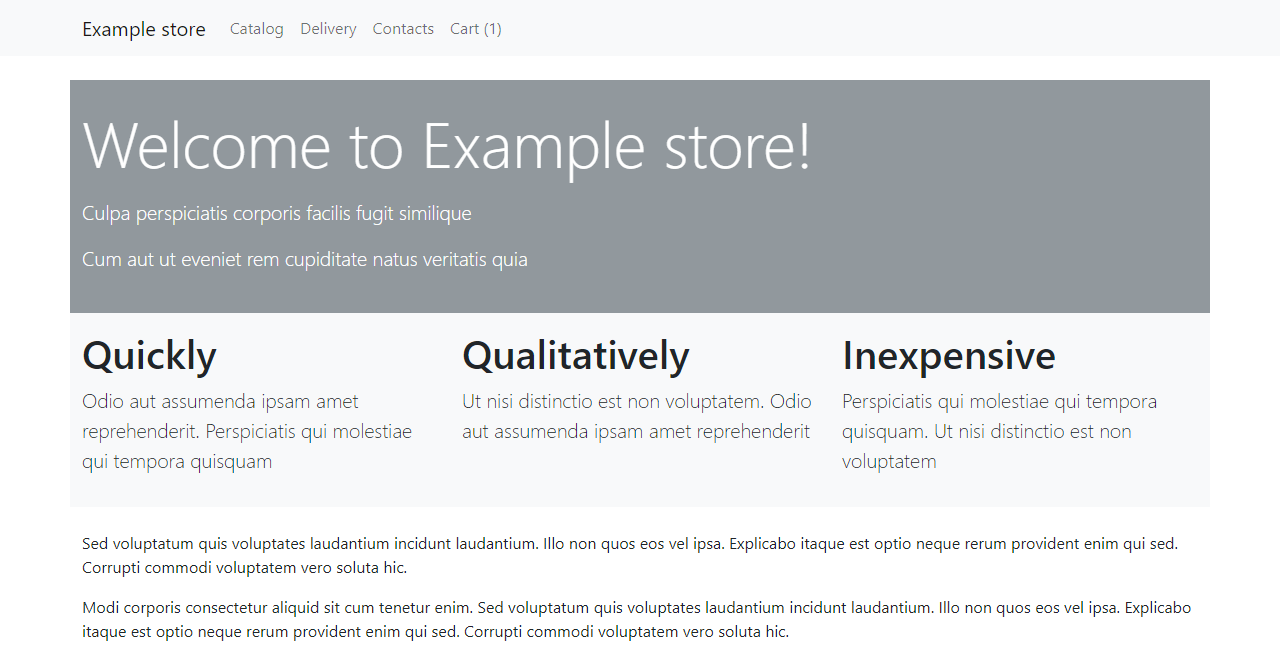 Example store Catalog Delivery Contacts Cart (1)
Welcome to Example store!
Culpa perspiciatis corporis facilis fugit similique
Cum aut ut eveniet rem cupiditate natus veritatis quia
Quickly
Odio aut assumenda ipsam amet
reprehenderit. Perspiciatis qui molestiae
qui tempora quisquam
Qualitatively
Ut nisi distinctio est non voluptatem. Odio
aut assumenda ipsam amet reprehenderit
Inexpensive
Perspiciatis qui molestiae qui tempora
quisquam. Ut nisi distinctio est non
voluptatem
Sed voluptatum quis voluptates laudantium incidunt laudantium. Illo non quos eos vel ipsa. Explicabo itaque est optio neque rerum provident enim qui sed.
Corrupti commodi voluptatem vero soluta hic.
Modi corporis consectetur aliquid sit cum tenetur enim. Sed voluptatum quis voluptates laudantium incidunt laudantium. Illo non quos eos vel ipsa. Explicabo
itaque est optio neque rerum provident enim qui sed. Corrupti commodi voluptatem vero soluta hic.